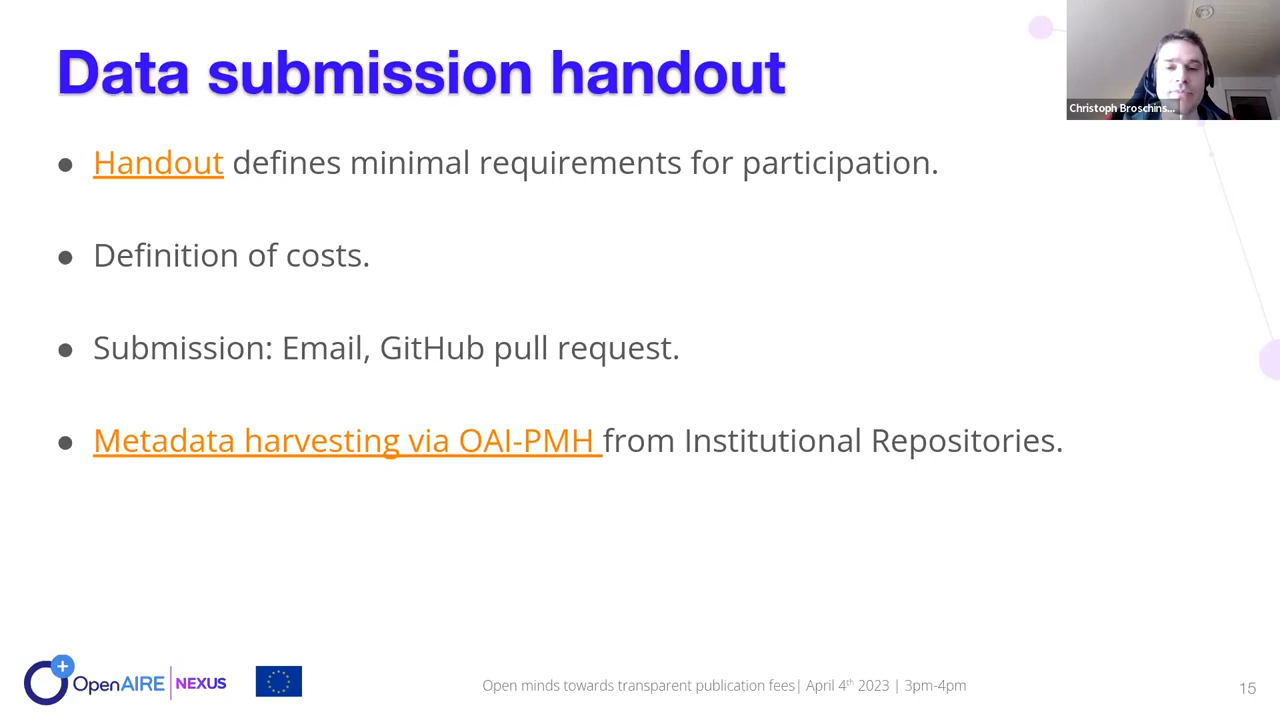 Data submission handout
Christoph Broschins...
● Handout defines minimal requirements for participation.
● Definition of costs.
● Submission: Email, GitHub pull request.
● Metadata harvesting via OAI-PMH from Institutional Repositories.
OpenAIRE | NEXUS
Open minds towards transparent publication fees| April 4th 2023 | 3pm-4pm
15